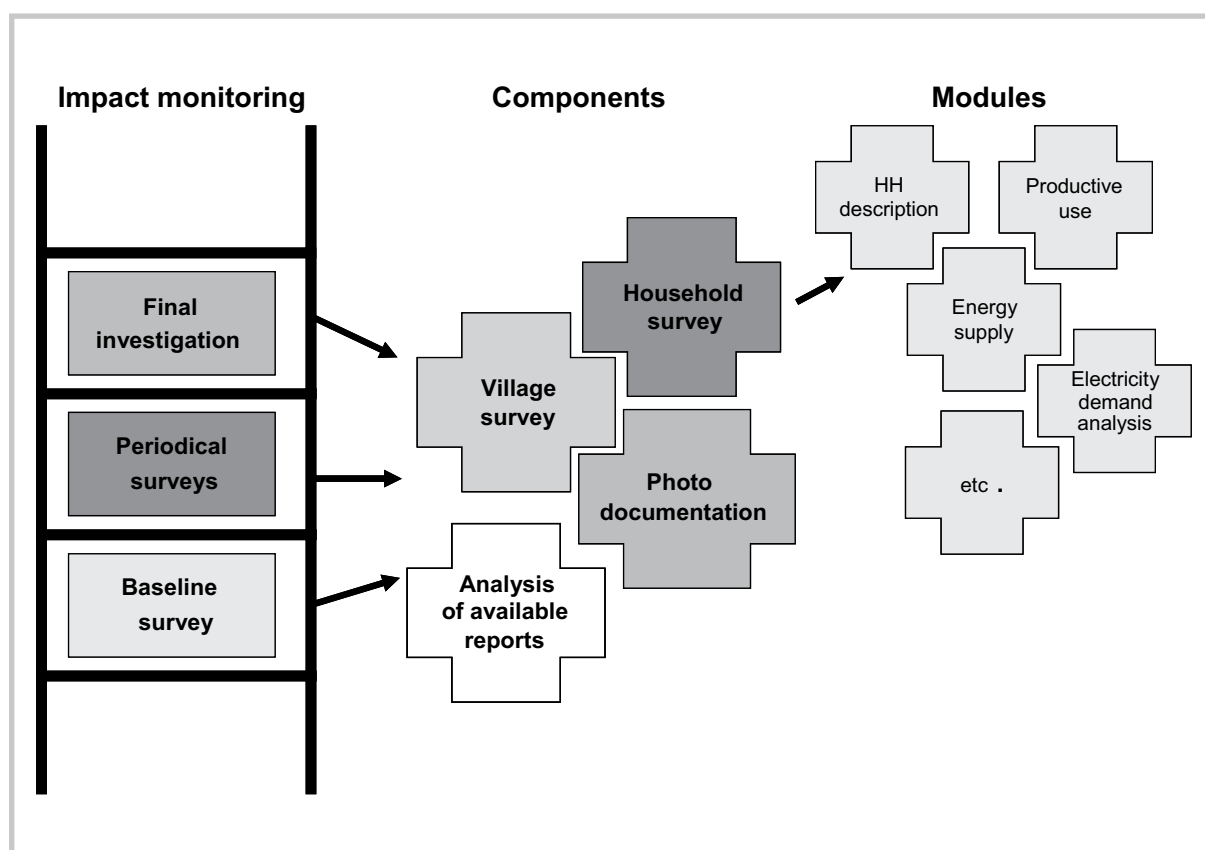 Impact monitoring
Components
Modules
Final
investigation
Periodical
surveys
Baseline
survey
Household
survey
Village
survey
Photo
documentation
Analysis
of available
reports
HH
description
Productive
use
Energy
supply
Electricity
demand
analysis
etc .